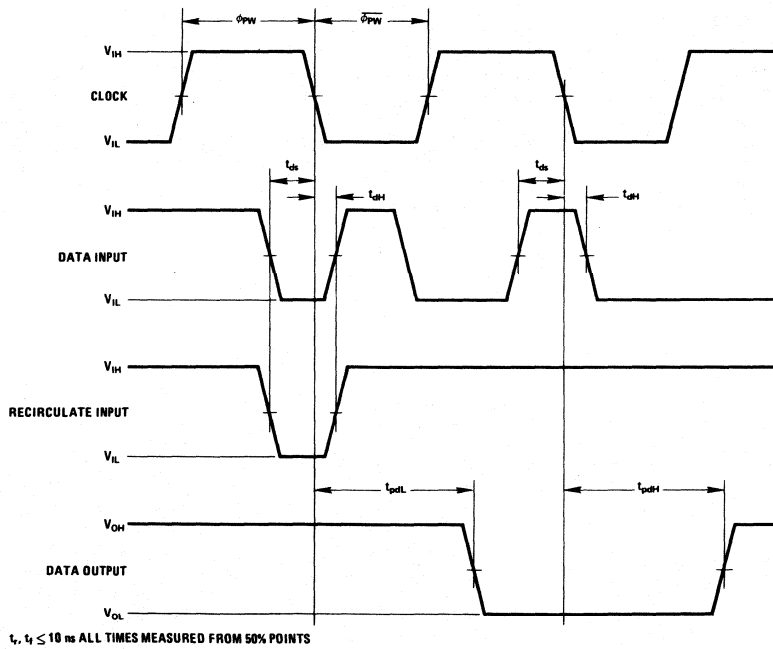 ϕPW
ϕPW
VIH
CLOCK
VIL
tds
tds
tdH
tdH
VIH
DATA INPUT
VIL
VIH
RECIRCULATE INPUT
VIL
tpdL
tpdH
VOH
DATA OUTPUT
VOL
tr, tf ≤ 10 ns ALL TIMES MEASURED FROM 50% POINTS